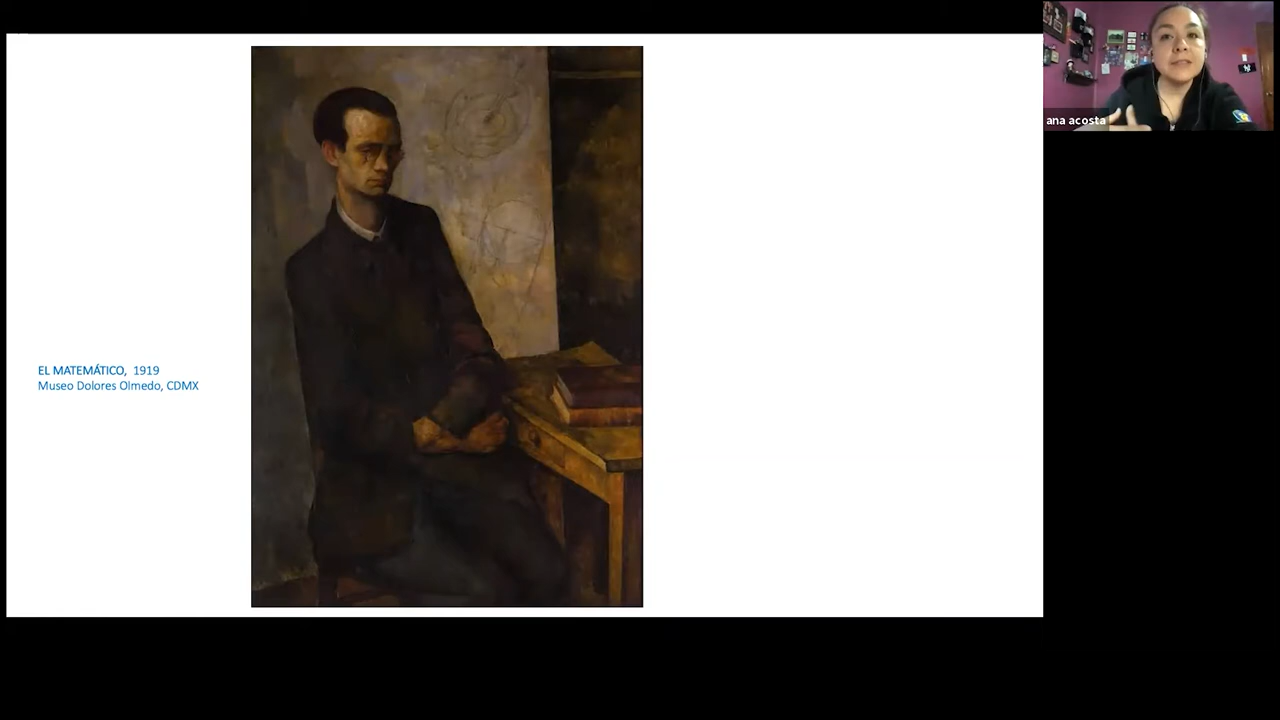 EL MATEMÁTICO,  1919
Museo Dolores Olmedo, CDMX
ana acosta